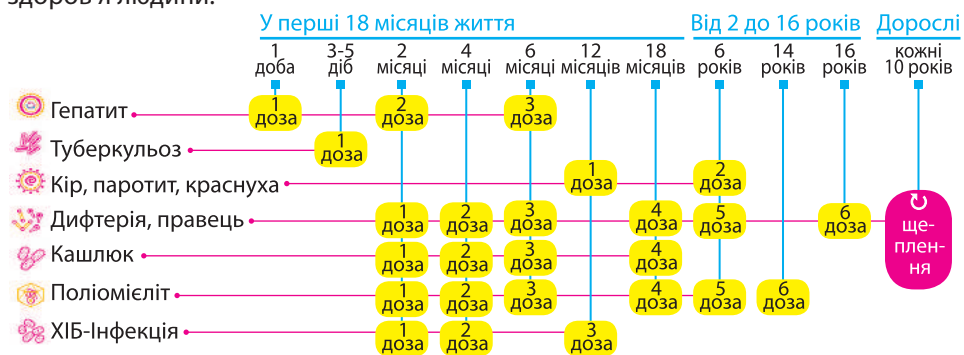 здоров'я людини.
У перші 18 місяців життя Від 2 до 16 років Дорослі
1 доба 3-5 діб 2 місяці 4 місяці 6 місяці 12 місяців 18 місяців 6 років 14 років 16 років кожні 10 років
Гепатит 1 доза 2 доза 3 доза
Туберкульоз 1 доза
Кір, паротит, краснуха 1 доза 2 доза
Дифтерія, правець 1 доза 2 доза 3 доза 4 доза 5 доза 6 доза ще-плен-ня
Кашлюк 1 доза 2 доза 3 доза 4 доза
Поліомієліт 1 доза 2 доза 3 доза 4 доза 5 доза 6 доза
ХІБ-Інфекція 1 доза 2 доза 3 доза